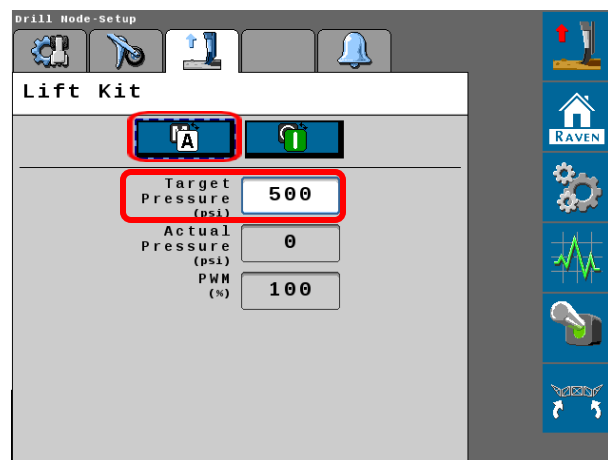 Drill Node-Setup
Lift Kit
A
I
Target
Pressure
(psi)
500
Actual
Pressure
(psi)
0
PWM
(%)
100
RAVEN